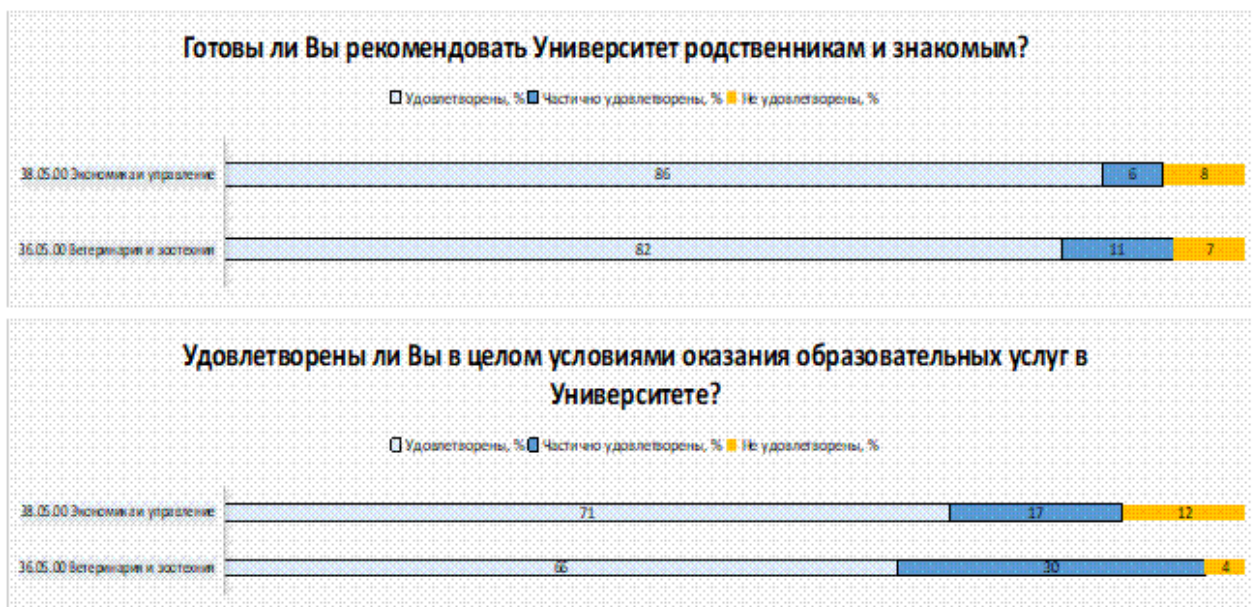 Готовы ли Вы рекомендовать Университет родственникам и знакомым?
Удовлетворены, % Частично удовлетворены, % Не удовлетворены, %
38.05.00 Экономика и управление 86 6 8
36.05.00 Ветеринария и зоотехния 82 11 7
Удовлетворены ли Вы в целом условиями оказания образовательных услуг в
Университете?
Удовлетворены, % Частично удовлетворены, % Не удовлетворены, %
38.05.00 Экономика и управление 71 17 12
36.05.00 Ветеринария и зоотехния 66 30 4